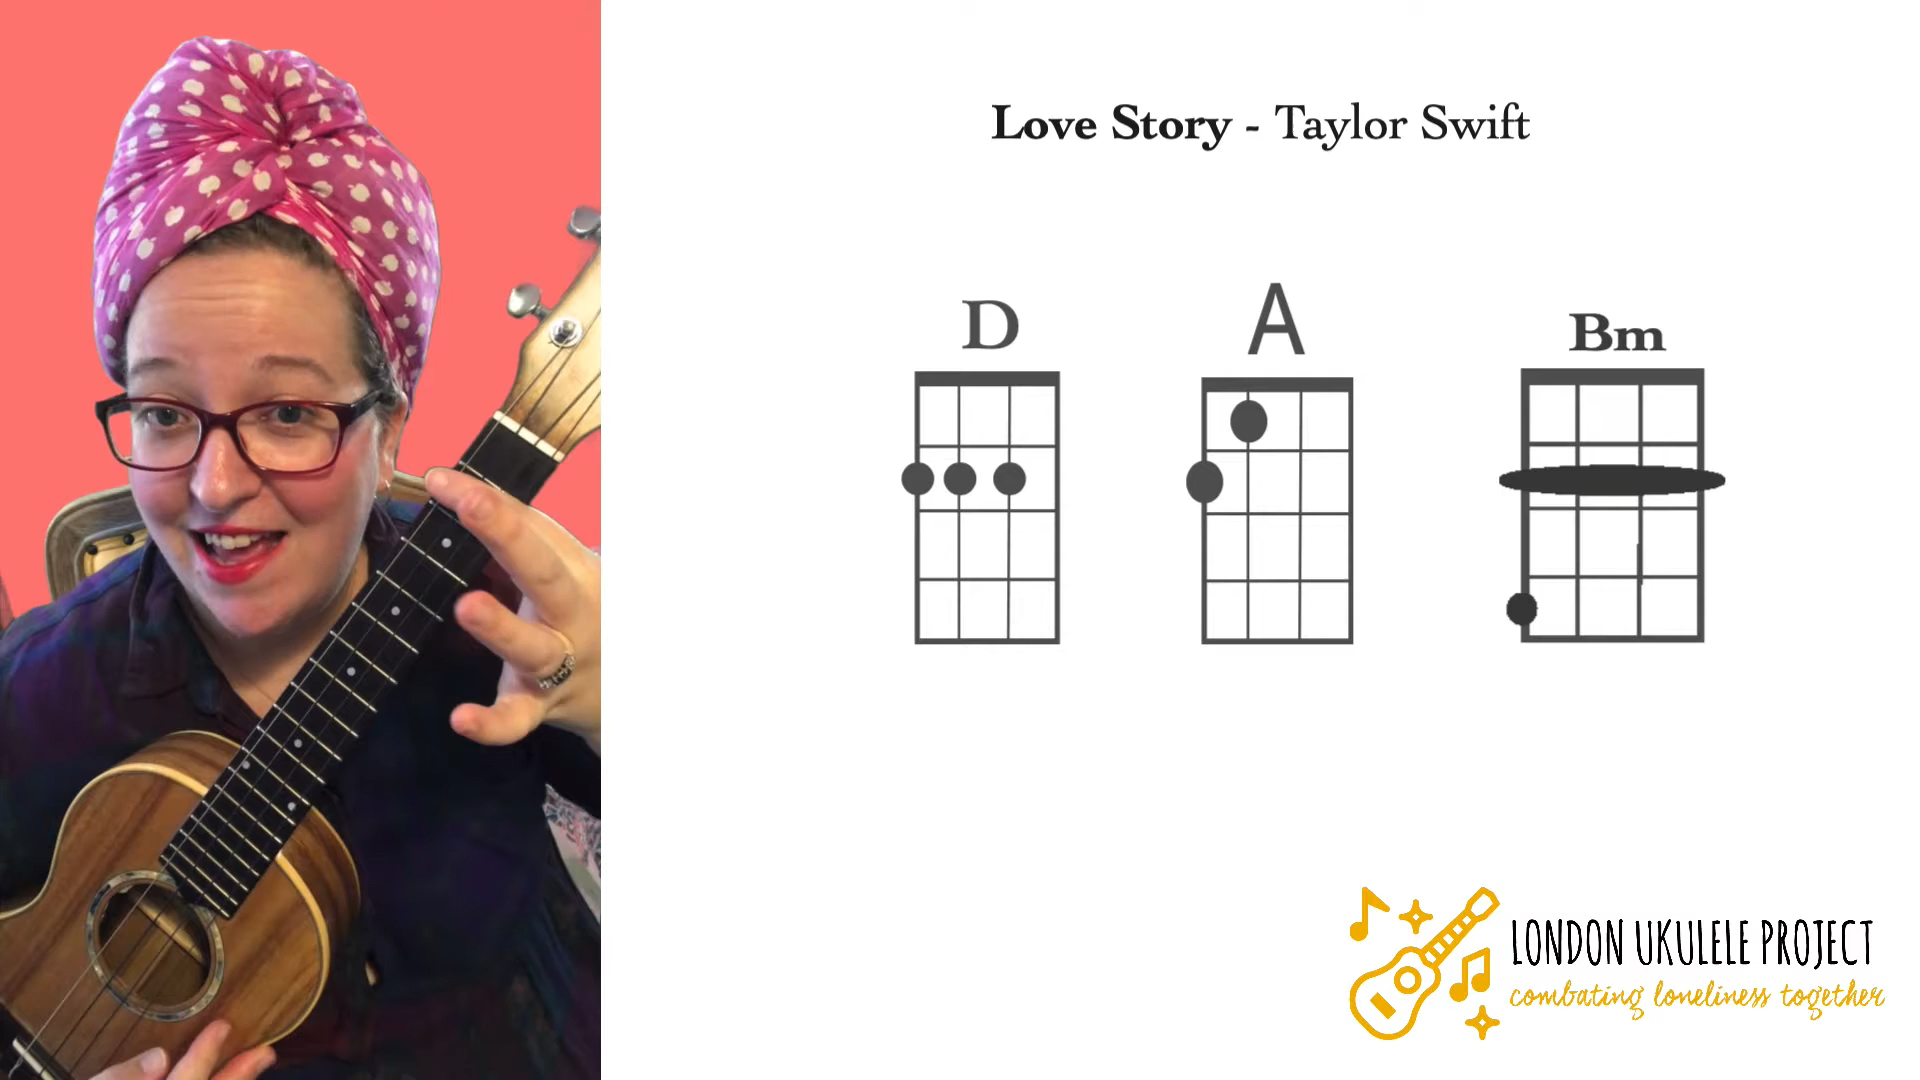 Love Story - Taylor Swift
D
A
Bm
LONDON UKULELE PROJECT
combating loneliness together